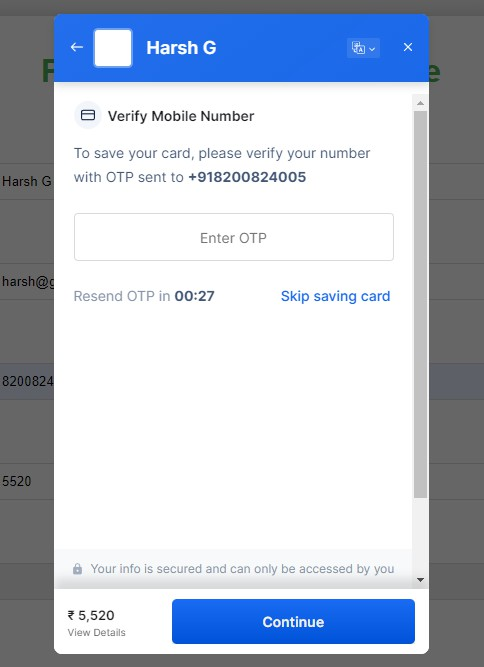 Harsh G
Verify Mobile Number
To save your card, please verify your number
with OTP sent to +918200824005
Enter OTP
Resend OTP in 00:27
Skip saving card
Your info is secured and can only be accessed by you
₹ 5,520
View Details
Continue
F
e
Harsh G
harsh@g
8200824
5520